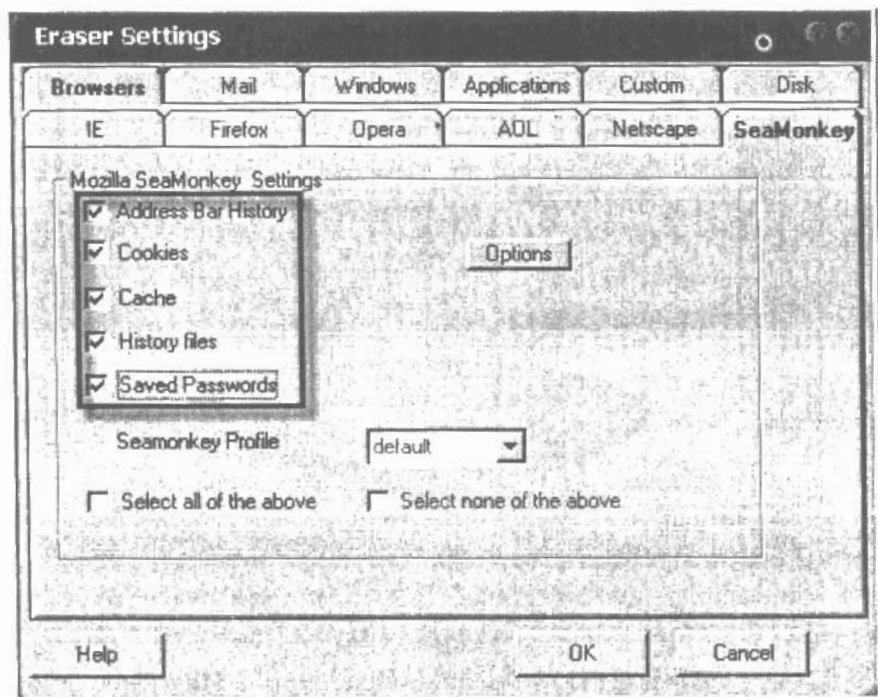 Eraser Settings
Browsers Mail Windows Applications Custom Disk
IE Firefox Opera AOL Netscape SeaMonkey
Mozilla SeaMonkey Settings
Address Bar History
Cookies Options
Cache
History files
Saved Passwords
Seamonkey Profile default
Select all of the above Select none of the above
Help OK Cancel